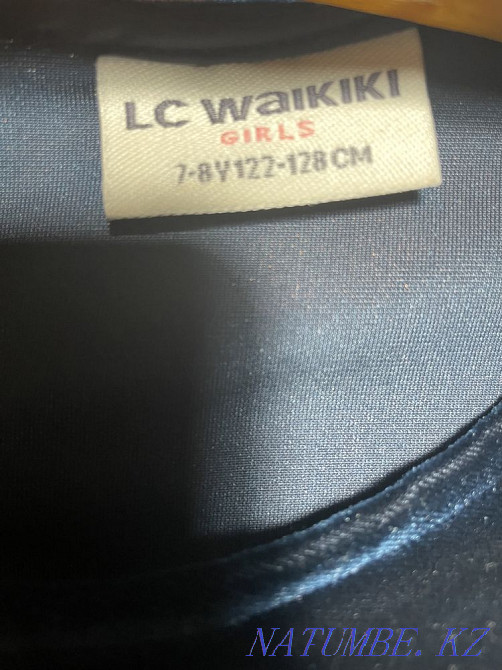 LC WAIKIKI
GIRLS
7-8Y 122-128 CM
NATUMBE. KZ